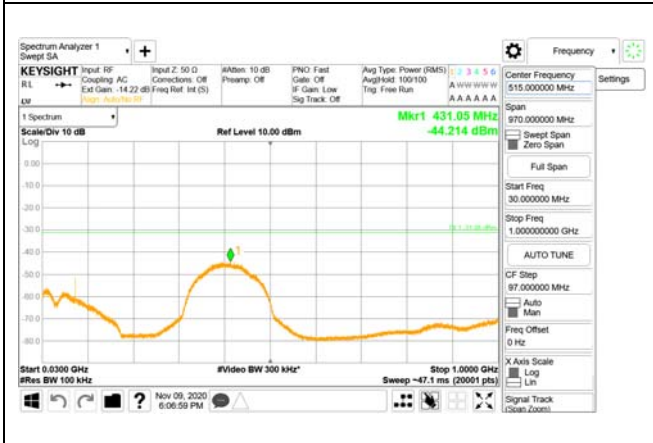 Spectrum Analyzer 1
Swept SA
Frequency
KEYSIGHT
Input: RF
Coupling: AC
Ext Gain: -14.22 dB
Align: Auto/No RF
Input Z: 50 Ω
Corrections: Off
Freq Ref: Int (S)
#Atten: 10 dB
Preamp: Off
PNO: Fast
Gate: Off
IF Gain: Low
Sig Track: Off
Avg Type: Power (RMS)
Avg|Hold: 100/100
Trig: Free Run
1 2 3 4 5 6
A W W W W W
A A A A A A
RL
1 Spectrum
Mkr1 431.05 MHz
Scale/Div 10 dB
Ref Level 10.00 dBm
-44.214 dBm
Log
0.00
-10.0
-20.0
-30.0
-40.0
-50.0
-60.0
-70.0
-80.0
1
Start 0.0300 GHz
#Video BW 300 kHz*
Stop 1.0000 GHz
#Res BW 100 kHz
Sweep ~47.1 ms (20001 pts)
Nov 09, 2020
6:06:59 PM
Center Frequency
515.000000 MHz
Settings
Span
970.000000 MHz
Swept Span
Zero Span
Full Span
Start Freq
30.000000 MHz
Stop Freq
1.000000000 GHz
AUTO TUNE
CF Step
97.000000 MHz
Auto
Man
Freq Offset
0 Hz
X Axis Scale
Log
Lin
Signal Track
(Span Zoom)